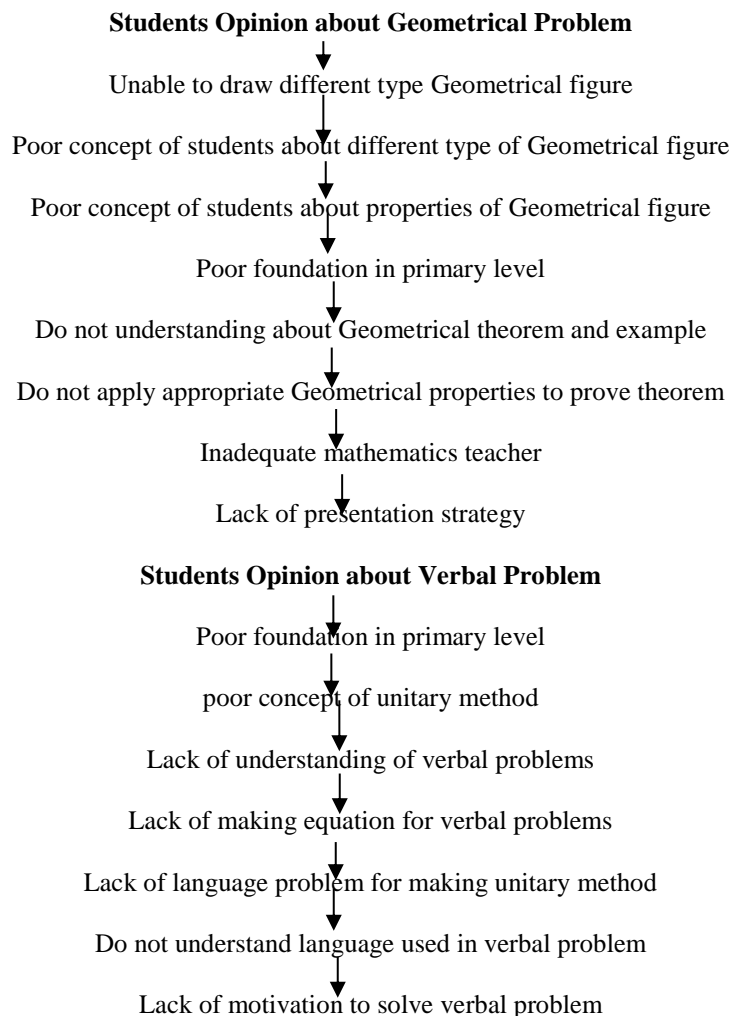 Students Opinion about Geometrical Problem
Unable to draw different type Geometrical figure
Poor concept of students about different type of Geometrical figure
Poor concept of students about properties of Geometrical figure
Poor foundation in primary level
Do not understanding about Geometrical theorem and example
Do not apply appropriate Geometrical properties to prove theorem
Inadequate mathematics teacher
Lack of presentation strategy
Students Opinion about Verbal Problem
Poor foundation in primary level
poor concept of unitary method
Lack of understanding of verbal problems
Lack of making equation for verbal problems
Lack of language problem for making unitary method
Do not understand language used in verbal problem
Lack of motivation to solve verbal problem